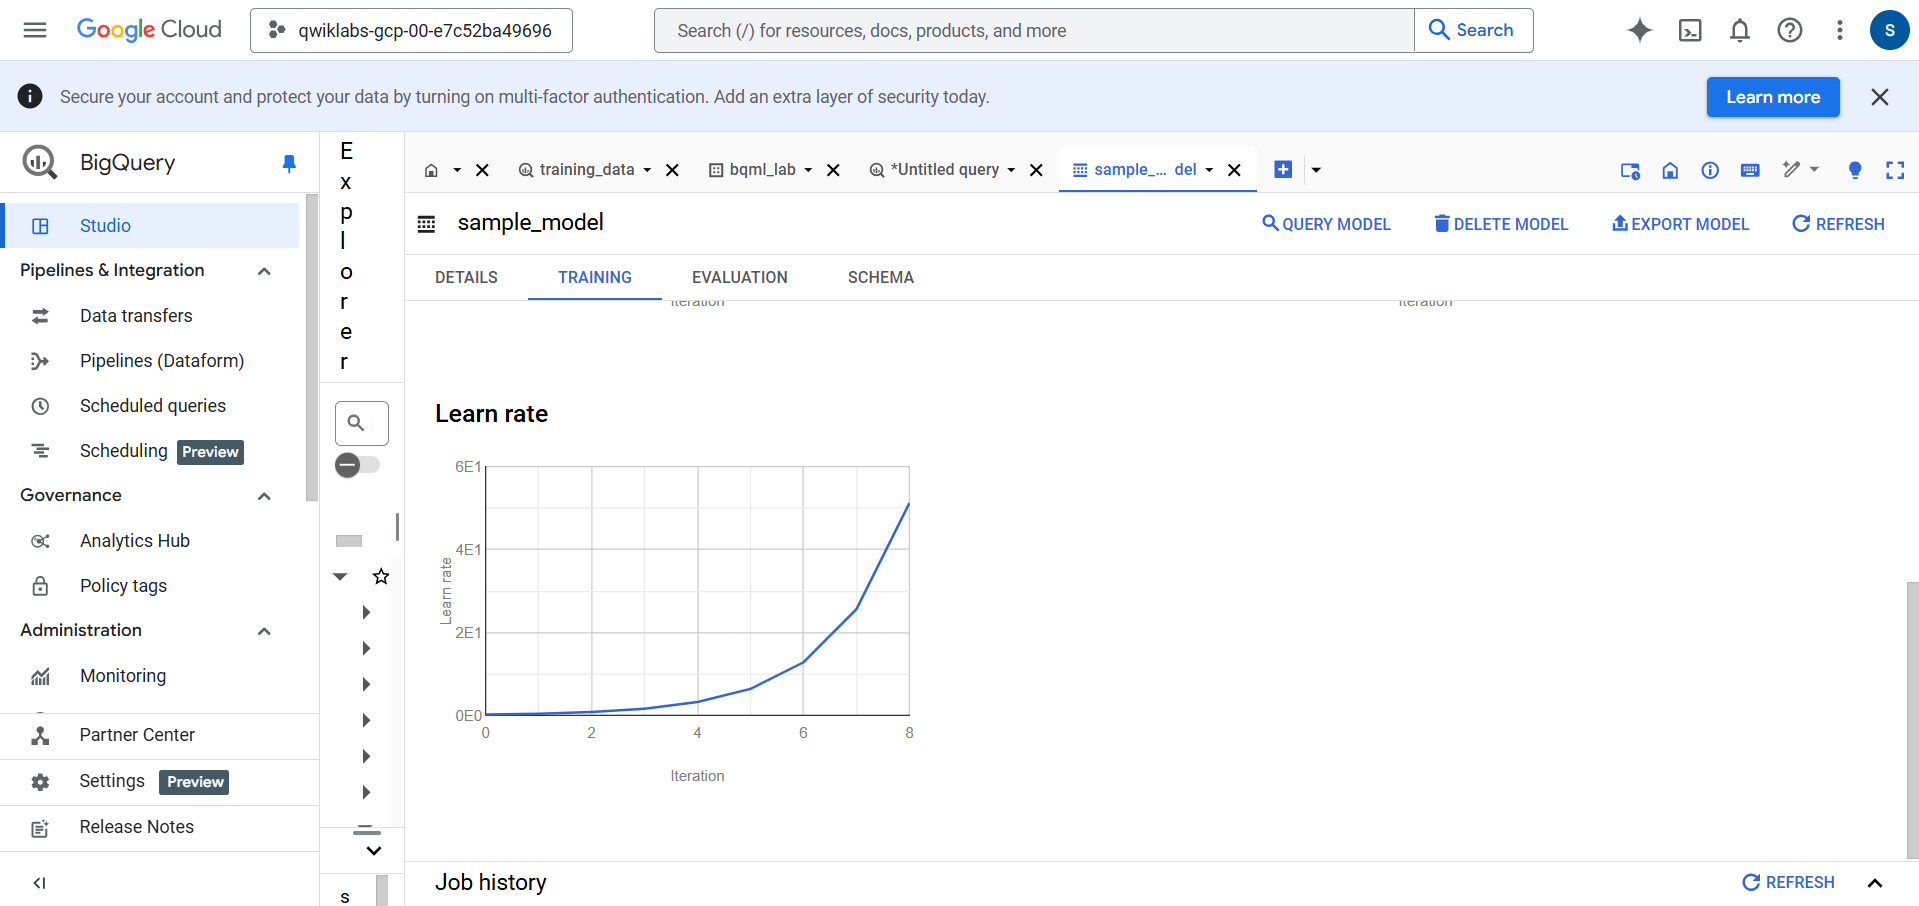 Google Cloud
qwiklabs-gcp-00-e7c52ba49696
Search (/) for resources, docs, products, and more
Search
S
Secure your account and protect your data by turning on multi-factor authentication. Add an extra layer of security today.
Learn more
BigQuery
Studio
Pipelines & Integration
Data transfers
Pipelines (Dataform)
Scheduled queries
Scheduling Preview
Governance
Analytics Hub
Policy tags
Administration
Monitoring
Partner Center
Settings Preview
Release Notes
Explorer
s
training_data
bqml_lab
*Untitled query
sample_... del
sample_model
QUERY MODEL
DELETE MODEL
EXPORT MODEL
REFRESH
DETAILS
TRAINING
EVALUATION
SCHEMA
Iteration
Iteration
Learn rate
6E1
4E1
2E1
0E0
Learn rate
0 2 4 6 8
Iteration
Job history
REFRESH